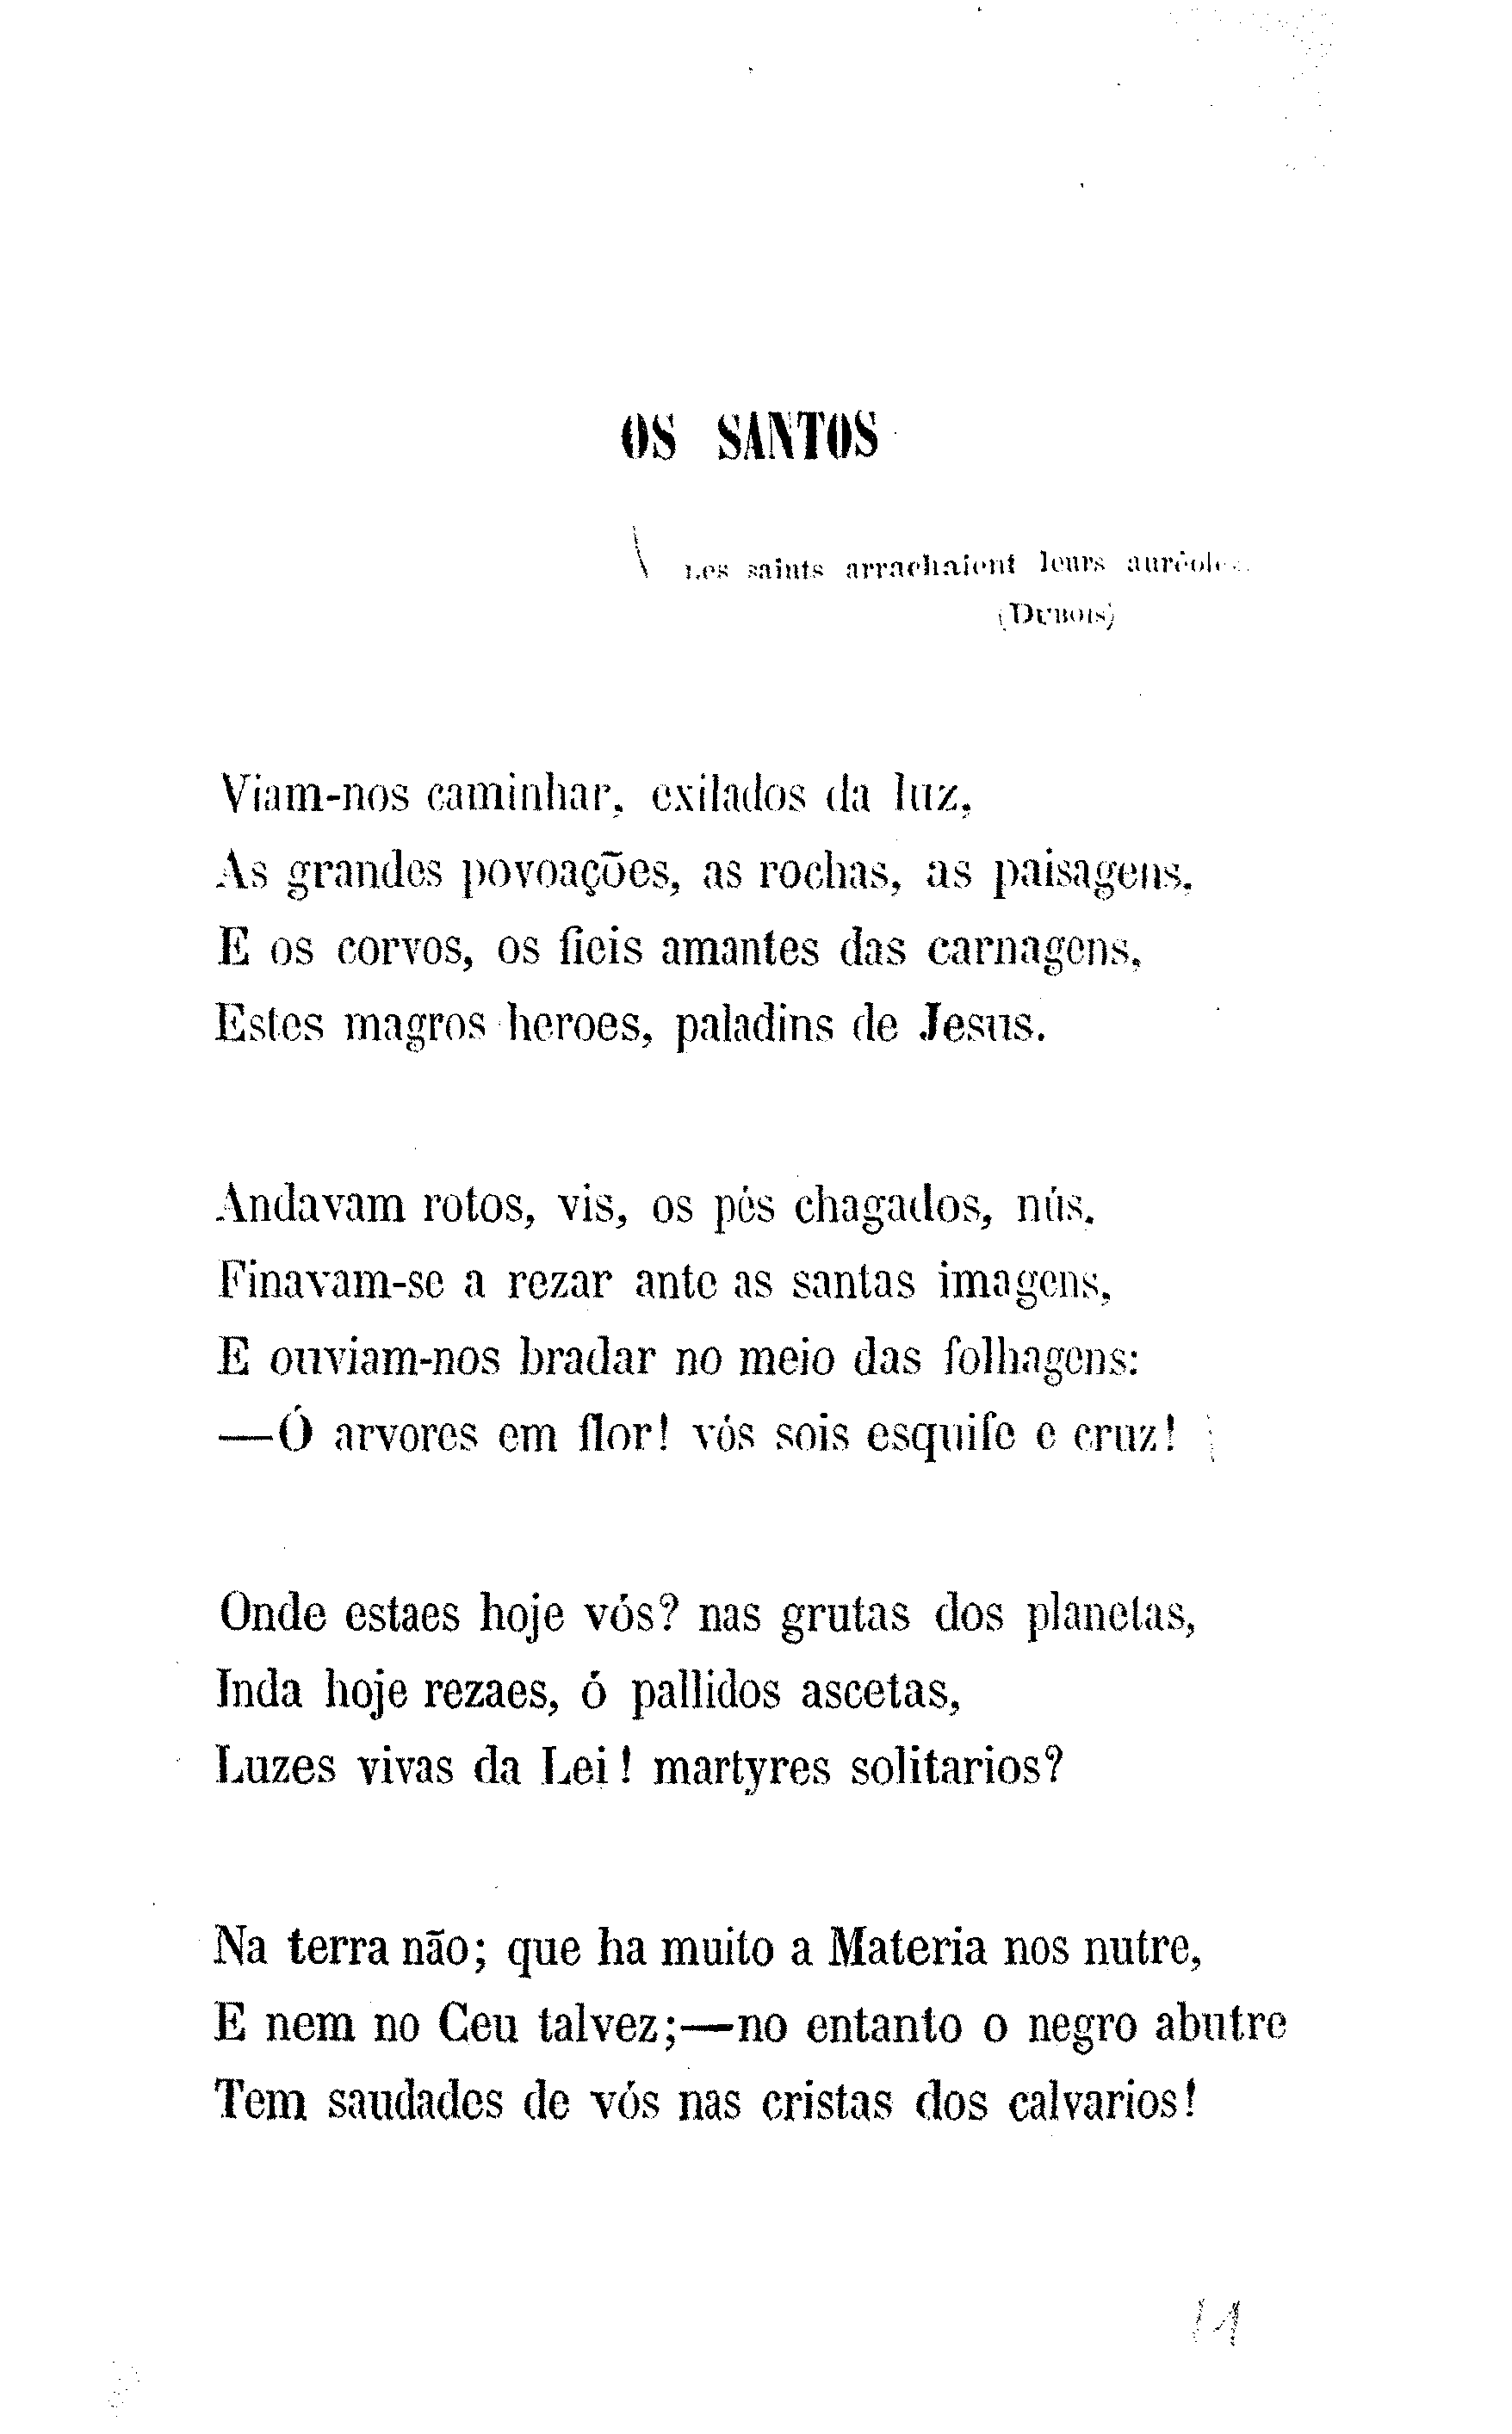 OS SANTOS
Les saints arrachaient leurs auréoles.
(DUBOIS)
Viam-nos caminhar, exilados da luz,
As grandes povoações, as rochas, as paisagens,
E os corvos, os fieis amantes das carnagens,
Estes magros heroes, paladins de Jesus.
Andavam rotos, vis, os pés chagados, nús.
Finavam-se a rezar ante as santas imagens,
E ouviam-nos bradar no meio das folhagens:
—Ó arvores em flor! vós sois esquife e cruz!
Onde estaes hoje vós? nas grutas dos planetas,
Inda hoje rezaes, ó pallidos ascetas,
Luzes vivas da Lei! martyres solitarios?
Na terra não; que ha muito a Materia nos nutre,
E nem no Ceu talvez;—no entanto o negro abutre
Tem saudades de vós nas cristas dos calvarios!
11